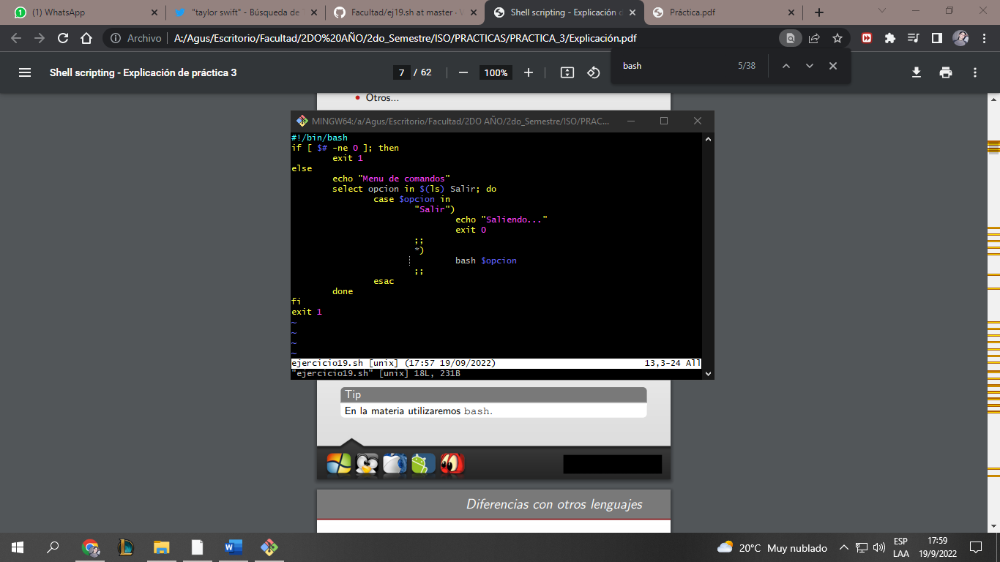 (1) WhatsApp
"taylor swift" - Búsqueda de
Facultad/ej19.sh at master ·
Shell scripting - Explicación d
Práctica.pdf
Archivo
A:/Agus/Escritorio/Facultad/2DO%20AÑO/2do_Semestre/ISO/PRACTICAS/PRACTICA_3/Explicación.pdf
Shell scripting - Explicación de práctica 3
7 / 62
100%
bash
5/38
• Otros...
MINGW64:/a/Agus/Escritorio/Facultad/2DO AÑO/2do_Semestre/ISO/PRAC...
#!/bin/bash
if [ $# -ne 0 ]; then
exit 1
else
echo "Menu de comandos"
select opcion in $(ls) Salir; do
case $opcion in
"Salir")
echo "Saliendo..."
exit 0
;;
*)
bash $opcion
;;
esac
done
fi
exit 1
~
~
~
~
ejercicio19.sh [unix] (17:57 19/09/2022) 13,3-24 All
"ejercicio19.sh" [unix] 18L, 231B
Tip
En la materia utilizaremos bash.
Diferencias con otros lenguajes
20°C Muy nublado
ESP
LAA
17:59
19/9/2022